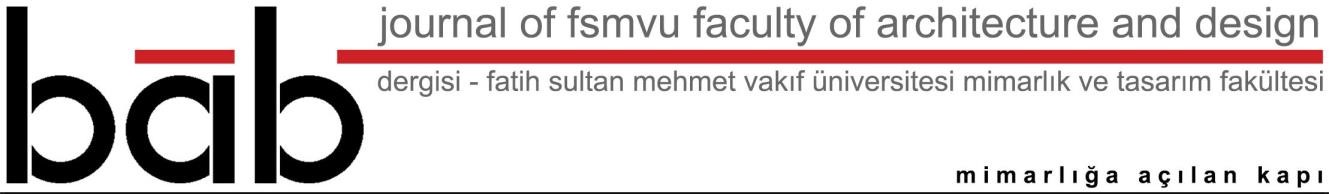 bāb
journal of fsmvu faculty of architecture and design
dergisi - fatih sultan mehmet vakıf üniversitesi mimarlık ve tasarım fakültesi
mimarlığa açılan kapı